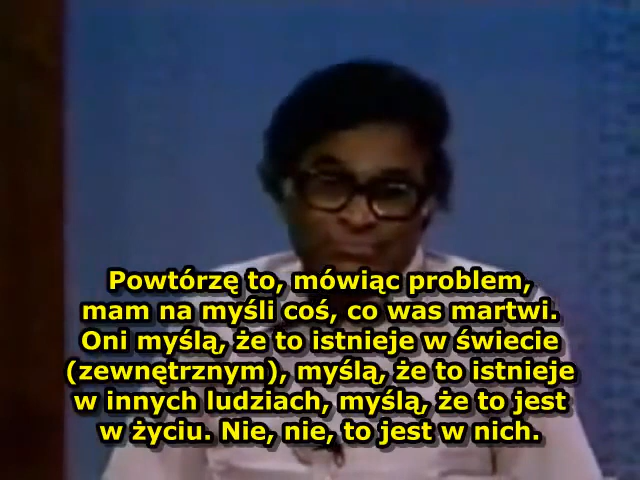 Powtórzę to, mówiąc problem,
mam na myśli coś, co was martwi.
Oni myślą, że to istnieje w świecie
(zewnętrznym), myślą, że to istnieje
w innych ludziach, myślą, że to jest
w życiu. Nie, nie, to jest w nich.